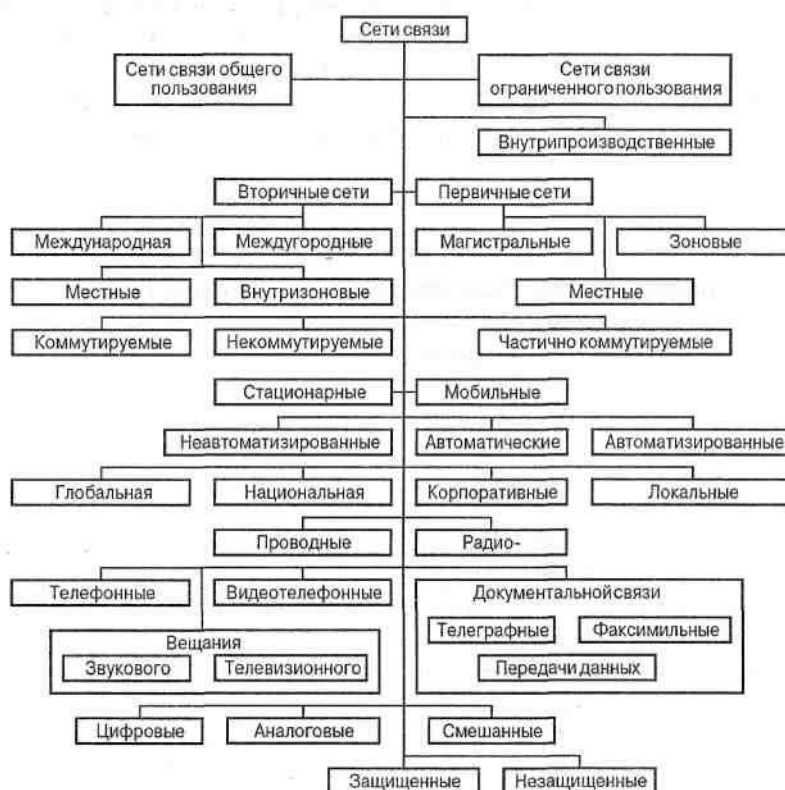 Сети связи
Сети связи общего
пользования
Сети связи
ограниченного пользования
Внутрипроизводственные
Вторичные сети
Первичные сети
Международная
Междугородные
Магистральные
Зоновые
Местные
Внутризоновые
Местные
Коммутируемые
Некоммутируемые
Частично коммутируемые
Стационарные
Мобильные
Неавтоматизированные
Автоматические
Автоматизированные
Глобальная
Национальная
Корпоративные
Локальные
Проводные
Радио-
Телефонные
Видеотелефонные
Документальной связи
Телеграфные
Факсимильные
Передачи данных
Вещания
Звукового
Телевизионного
Цифровые
Аналоговые
Смешанные
Защищенные
Незащищенные